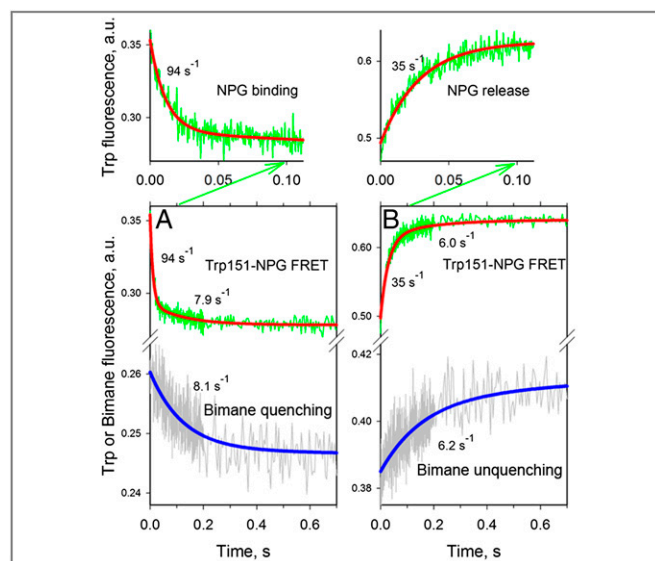 Trp fluorescence, a.u.
0.35
0.30
94 s⁻¹
NPG binding
0.00 0.05 0.10
0.6
0.5
35 s⁻¹
NPG release
0.00 0.05 0.10
Trp or Bimane fluorescence, a.u.
A
0.35
0.30
94 s⁻¹
Trp151-NPG FRET
7.9 s⁻¹
0.26
0.25
0.24
8.1 s⁻¹
Bimane quenching
0.0 0.2 0.4 0.6
Time, s
B
0.60
0.50
6.0 s⁻¹
Trp151-NPG FRET
35 s⁻¹
0.42
0.40
0.38
6.2 s⁻¹
Bimane unquenching
0.0 0.2 0.4 0.6
Time, s